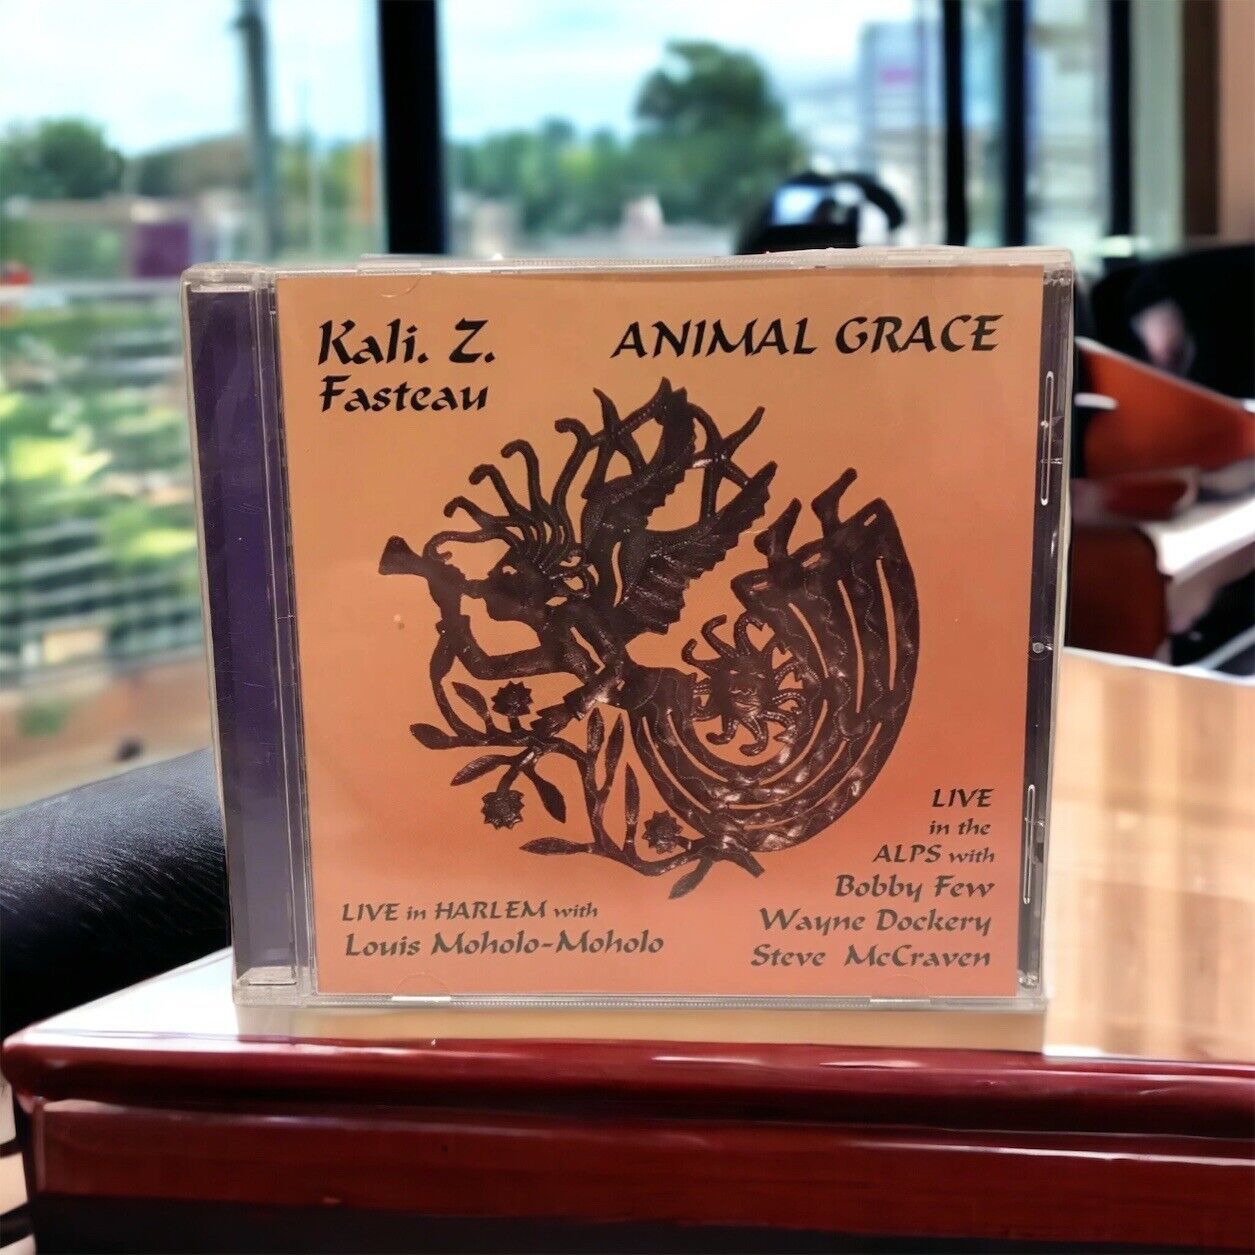 Kali. Z.
Fasteau
ANIMAL GRACE
LIVE in HARLEM with
Louis Moholo-Moholo
LIVE
in the
ALPS with
Bobby Few
Wayne Dockery
Steve McCraven